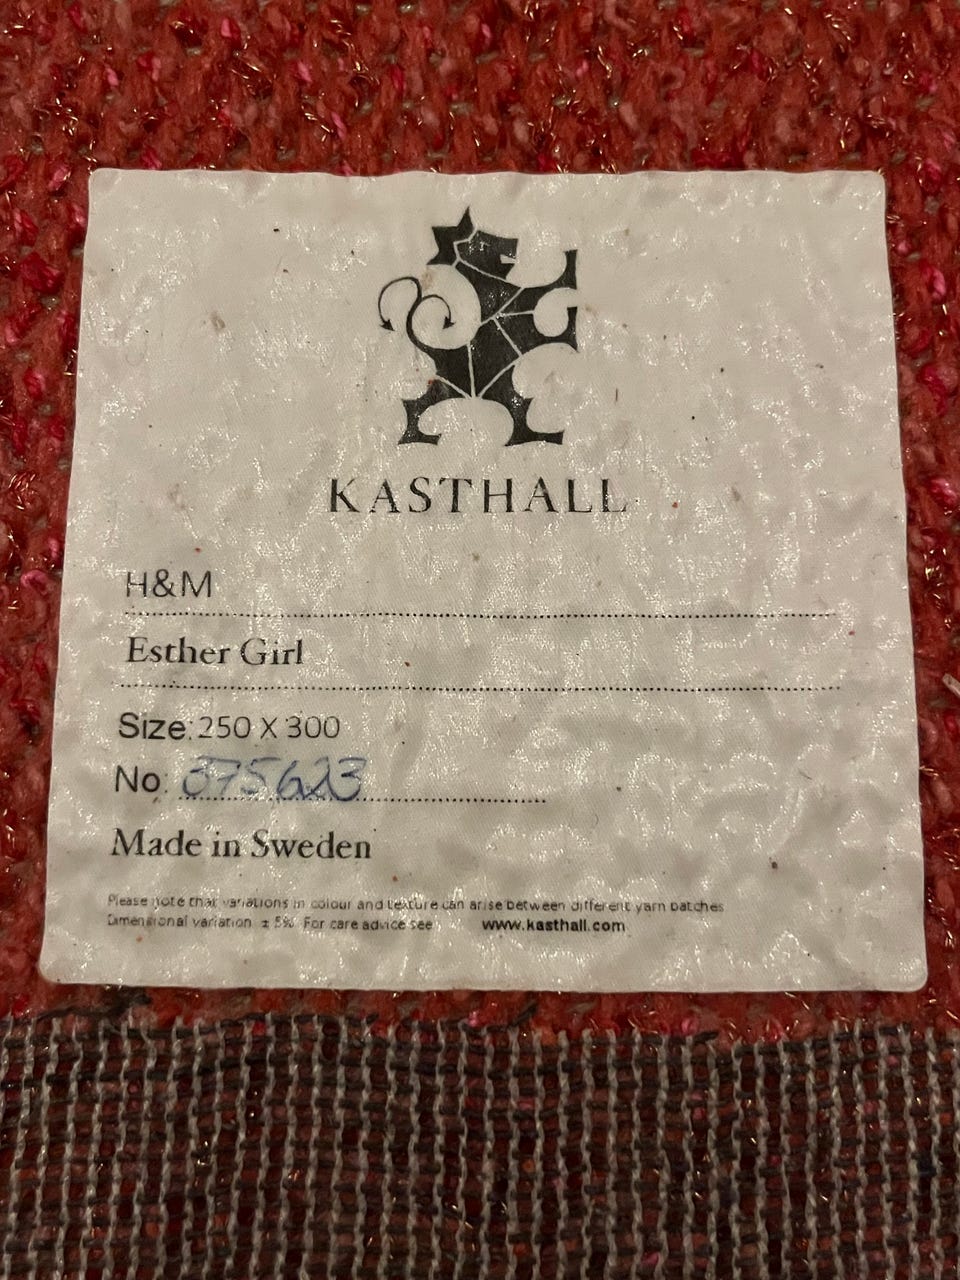 KASTHALL
H&M
Esther Girl
Size: 250 X 300
No: 375623
Made in Sweden
Please note that variations in colour and texture can arise between different yarn batches
Dimensional variation ± 5% For care advice see www.kasthall.com